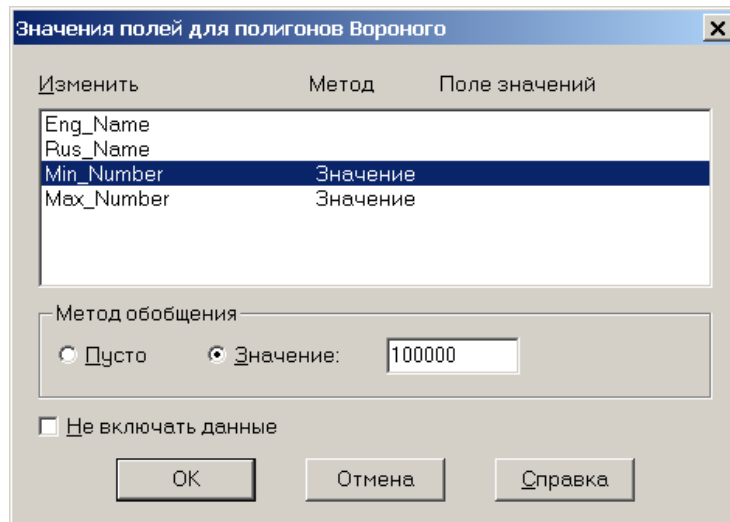 Значения полей для полигонов Вороного
Изменить Метод Поле значений
Eng_Name
Rus_Name
Min_Number Значение
Max_Number Значение
Метод обобщения
Пусто Значение: 100000
Не включать данные
OK Отмена Справка